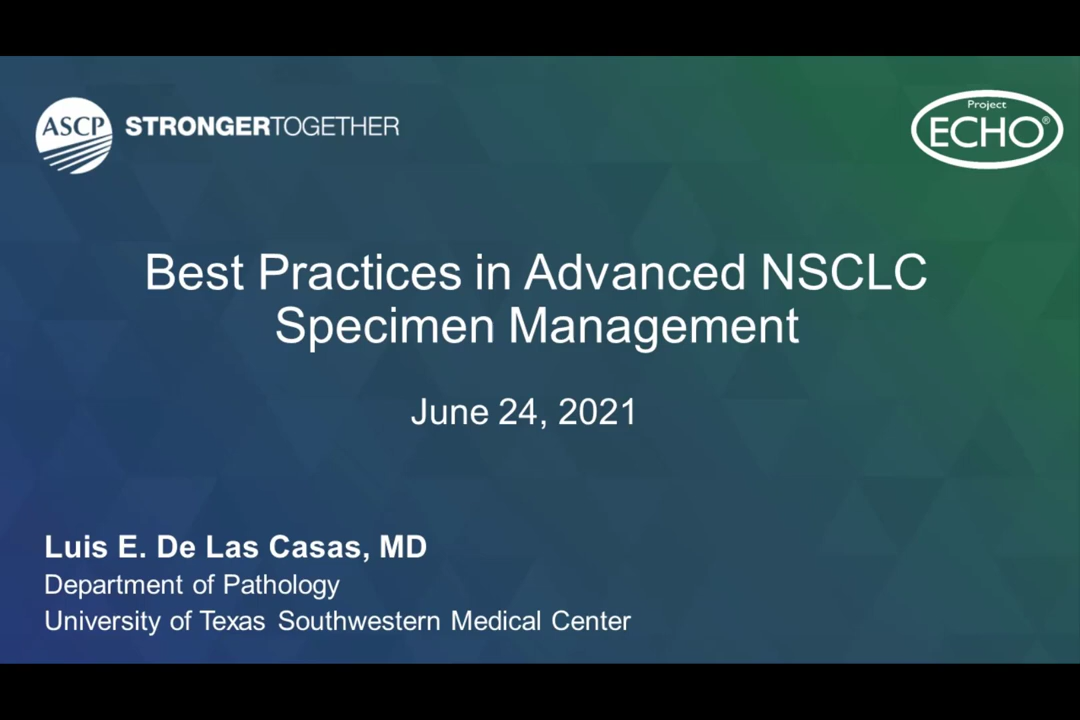 ASCP STRONGERTOGETHER
Project
ECHO®
Best Practices in Advanced NSCLC
Specimen Management
June 24, 2021
Luis E. De Las Casas, MD
Department of Pathology
University of Texas Southwestern Medical Center